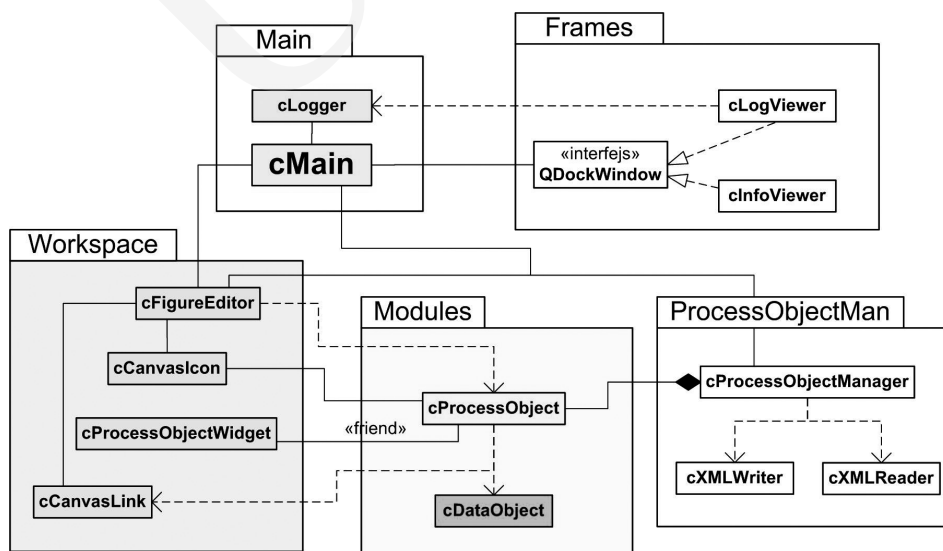 Main
cLogger
cMain
Frames
cLogViewer
«interfejs»
QDockWindow
cInfoViewer
Workspace
cFigureEditor
cCanvasIcon
cProcessObjectWidget
cCanvasLink
Modules
cProcessObject
«friend»
cDataObject
ProcessObjectMan
cProcessObjectManager
cXMLWriter
cXMLReader